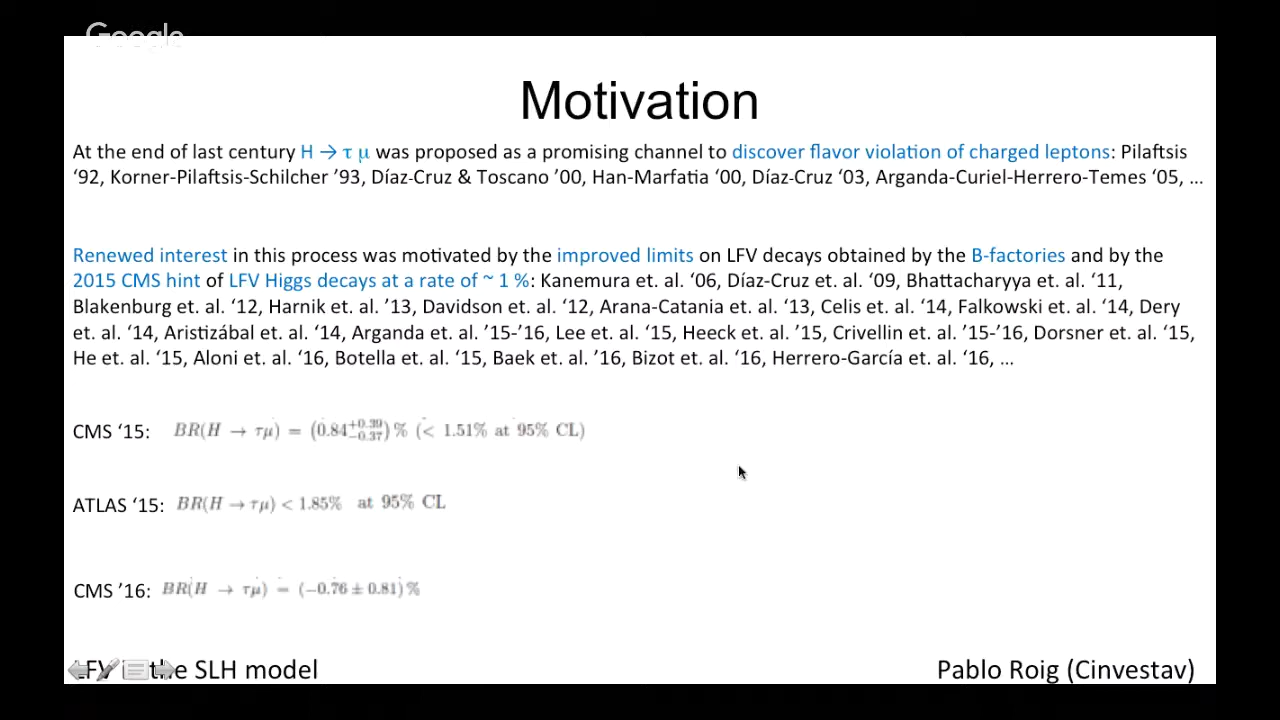 Google
Motivation
At the end of last century H → τ μ was proposed as a promising channel to discover flavor violation of charged leptons: Pilaftsis
‘92, Korner-Pilaftsis-Schilcher ’93, Díaz-Cruz & Toscano ’00, Han-Marfatia ‘00, Díaz-Cruz ‘03, Arganda-Curiel-Herrero-Temes ‘05, ...
Renewed interest in this process was motivated by the improved limits on LFV decays obtained by the B-factories and by the
2015 CMS hint of LFV Higgs decays at a rate of ~ 1 %: Kanemura et. al. ‘06, Díaz-Cruz et. al. ‘09, Bhattacharyya et. al. ‘11,
Blakenburg et. al. ‘12, Harnik et. al. ’13, Davidson et. al. ‘12, Arana-Catania et. al. ‘13, Celis et. al. ‘14, Falkowski et. al. ‘14, Dery
et. al. ‘14, Aristizábal et. al. ‘14, Arganda et. al. ’15-’16, Lee et. al. ‘15, Heeck et. al. ’15, Crivellin et. al. ’15-’16, Dorsner et. al. ‘15,
He et. al. ‘15, Aloni et. al. ‘16, Botella et. al. ‘15, Baek et. al. ’16, Bizot et. al. ‘16, Herrero-García et. al. ‘16, ...
CMS ‘15: BR(H → τμ) = (0.84+0.39−0.37) % (< 1.51% at 95% CL)
ATLAS ‘15: BR(H → τμ) < 1.85% at 95% CL
CMS ’16: BR(H → τμ) = (−0.76 ± 0.81) %
LFV in the SLH model
Pablo Roig (Cinvestav)